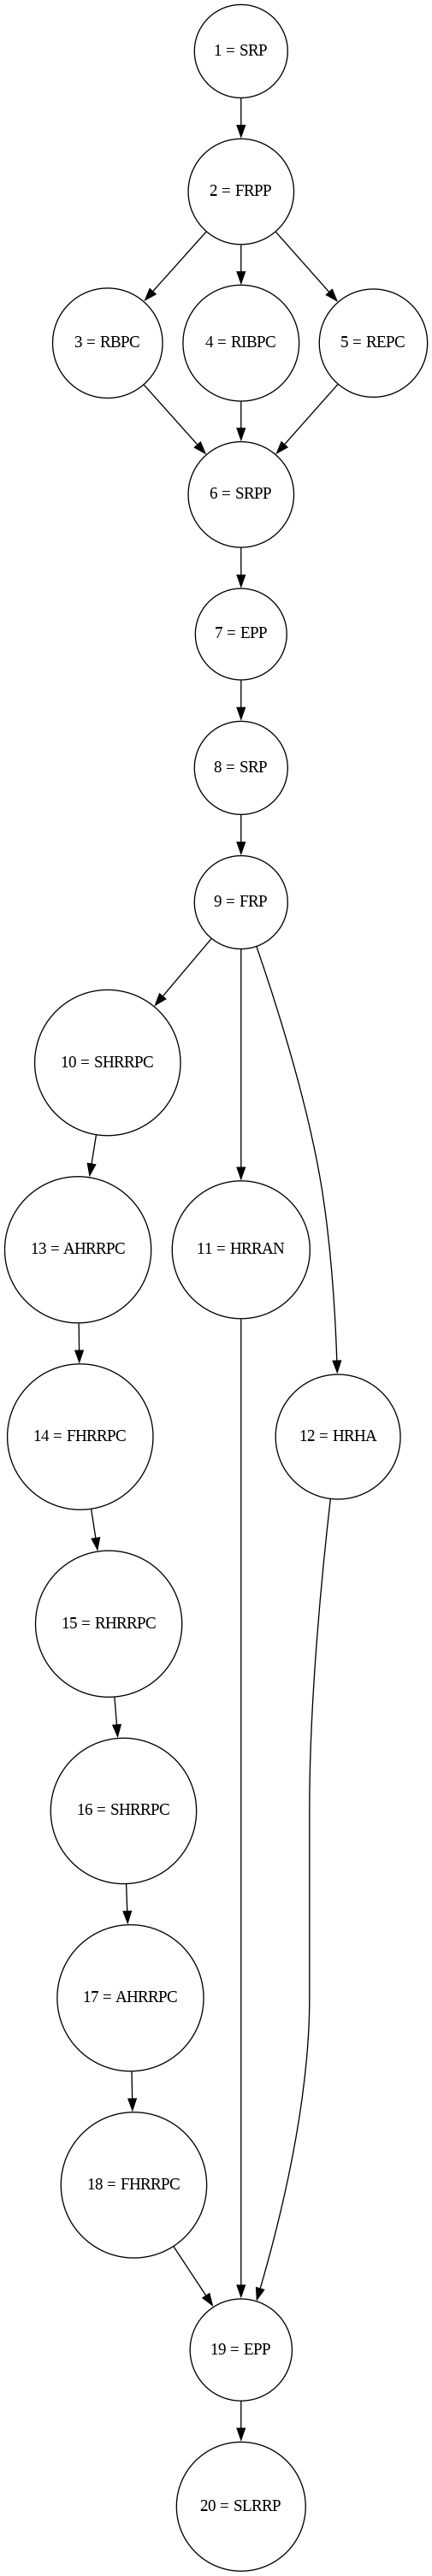 1 = SRP
2 = FRPP
3 = RBPC
4 = RIBPC
5 = REPC
6 = SRPP
7 = EPP
8 = SRP
9 = FRP
10 = SHRRPC
13 = AHRRPC
11 = HRRAN
14 = FHRRPC
12 = HRHA
15 = RHRRPC
16 = SHRRPC
17 = AHRRPC
18 = FHRRPC
19 = EPP
20 = SLRRP